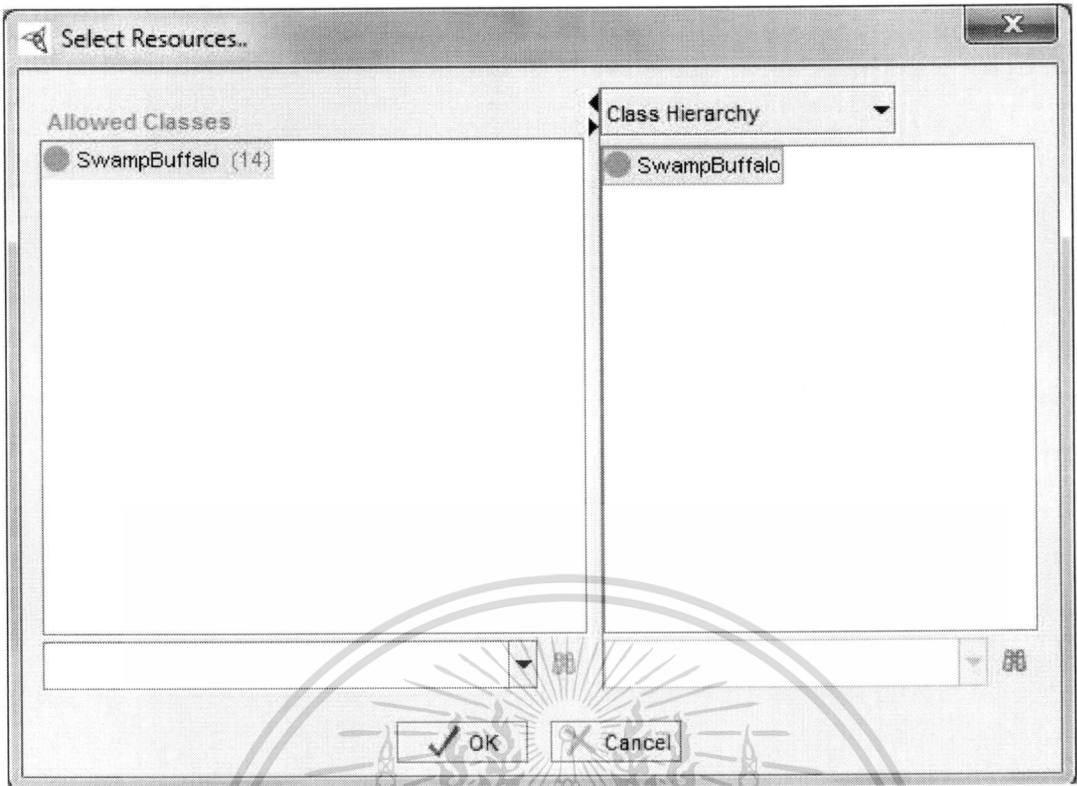 Select Resources..
Allowed Classes
SwampBuffalo (14)
Class Hierarchy
SwampBuffalo
OK
Cancel